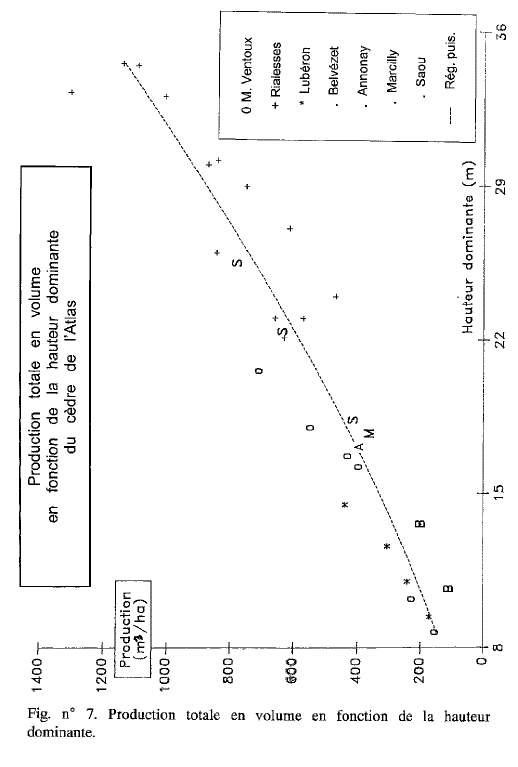 Production totale en volume
en fonction de la hauteur dominante
du cèdre de l'Atlas
O M. Ventoux
+ Rialesses
* Lubéron
. Belvézet
. Annonay
. Marcilly
. Saou
--- Rég. puis.
Production
(m³/ha)
1400
1200
1000
800
600
400
200
0
8
15
22
29
36
Hauteur dominante (m)
Fig. n° 7. Production totale en volume en fonction de la hauteur
dominante.